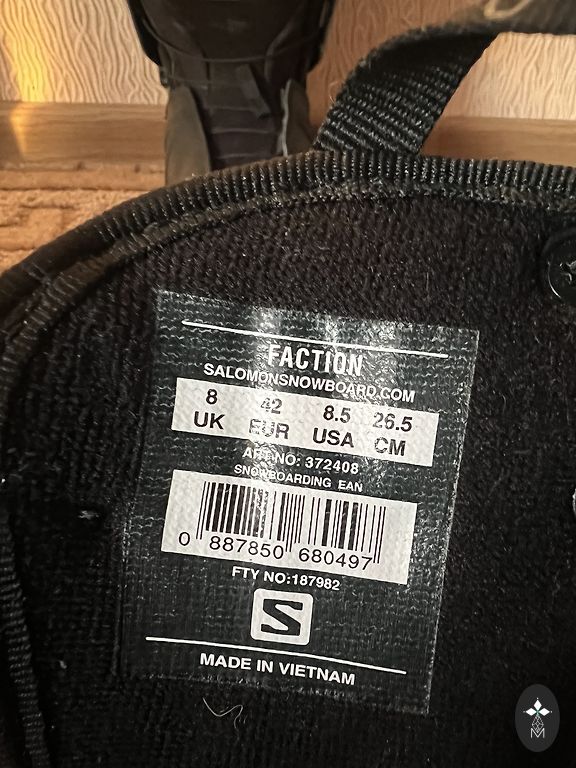 FACTION
SALOMONSNOWBOARD.COM
8 42 8.5 26.5
UK EUR USA CM
ART NO: 372408
SNOWBOARDING EAN
0 887850 680497
FTY NO:187982
S
MADE IN VIETNAM
M